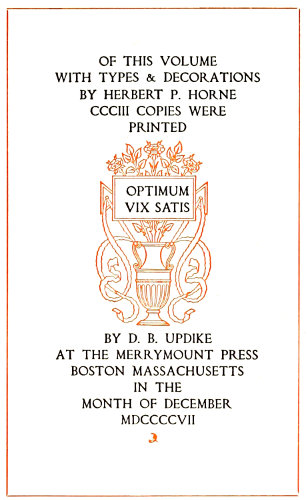 OF THIS VOLUME
WITH TYPES & DECORATIONS
BY HERBERT P. HORNE
CCCIII COPIES WERE
PRINTED
OPTIMUM
VIX SATIS
BY D. B. UPDIKE
AT THE MERRYMOUNT PRESS
BOSTON MASSACHUSETTS
IN THE
MONTH OF DECEMBER
MDCCCCVII